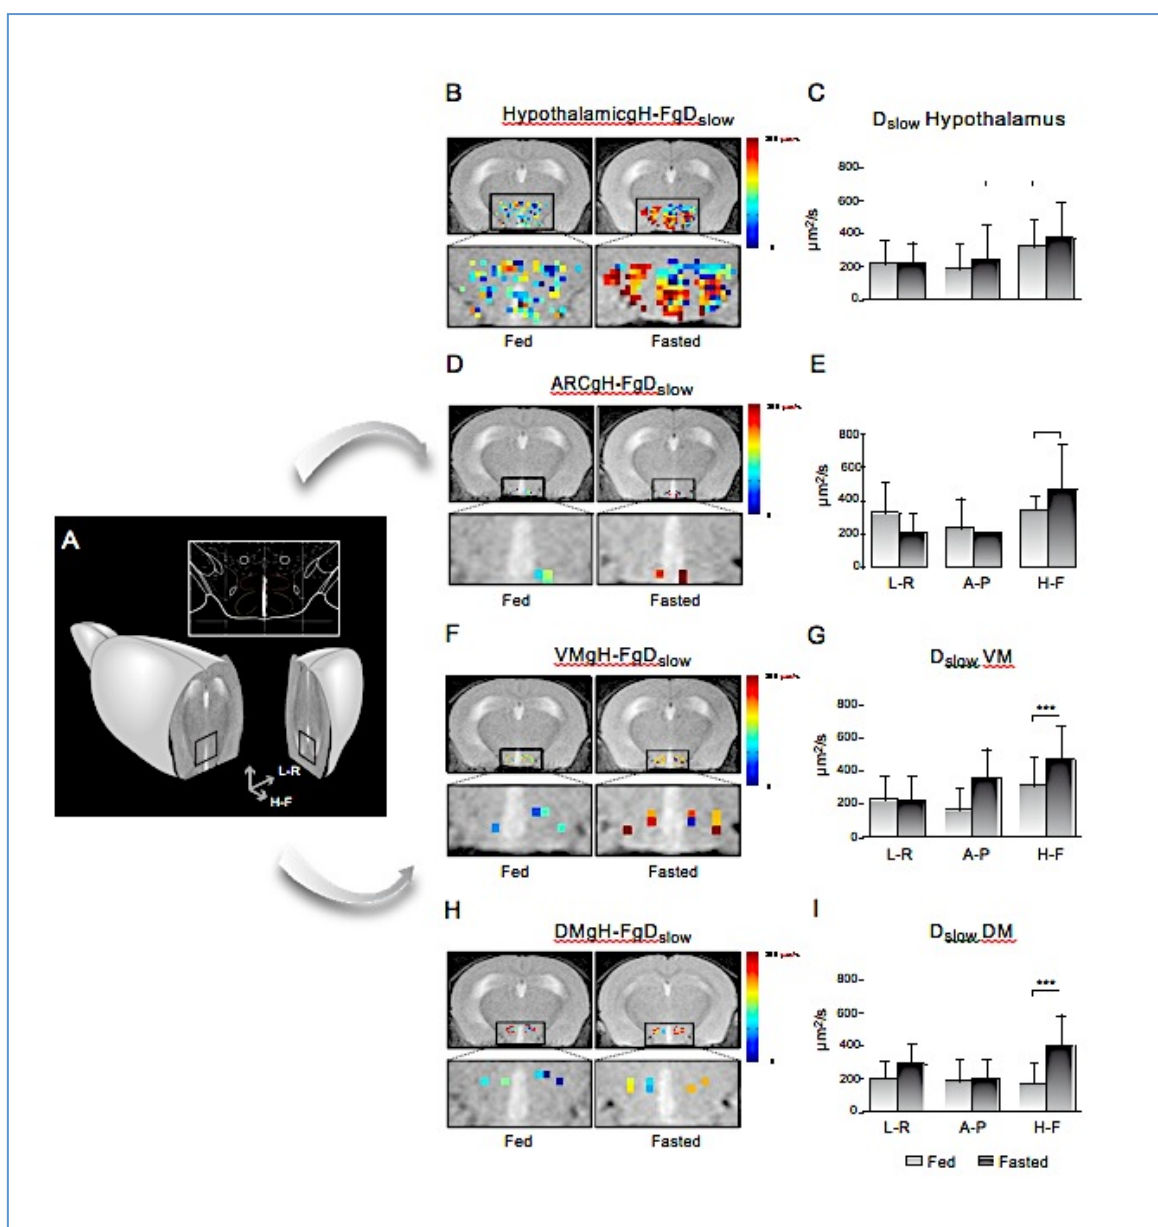 B
HypothalamicgH-FgDslow
Fed
Fasted
C
Dslow Hypothalamus
µm²/s
800
600
400
200
0
D
ARCgH-FgDslow
0
Fed
Fasted
E
µm²/s
800
600
400
200
0
L-R
A-P
H-F
A
L-R
H-F
F
VMgH-FgDslow
Fed
Fasted
G
Dslow VM
µm²/s
800
600
400
200
0
***
L-R
A-P
H-F
H
DMgH-FgDslow
Fed
Fasted
I
Dslow DM
µm²/s
800
600
400
200
0
***
L-R
A-P
H-F
Fed
Fasted